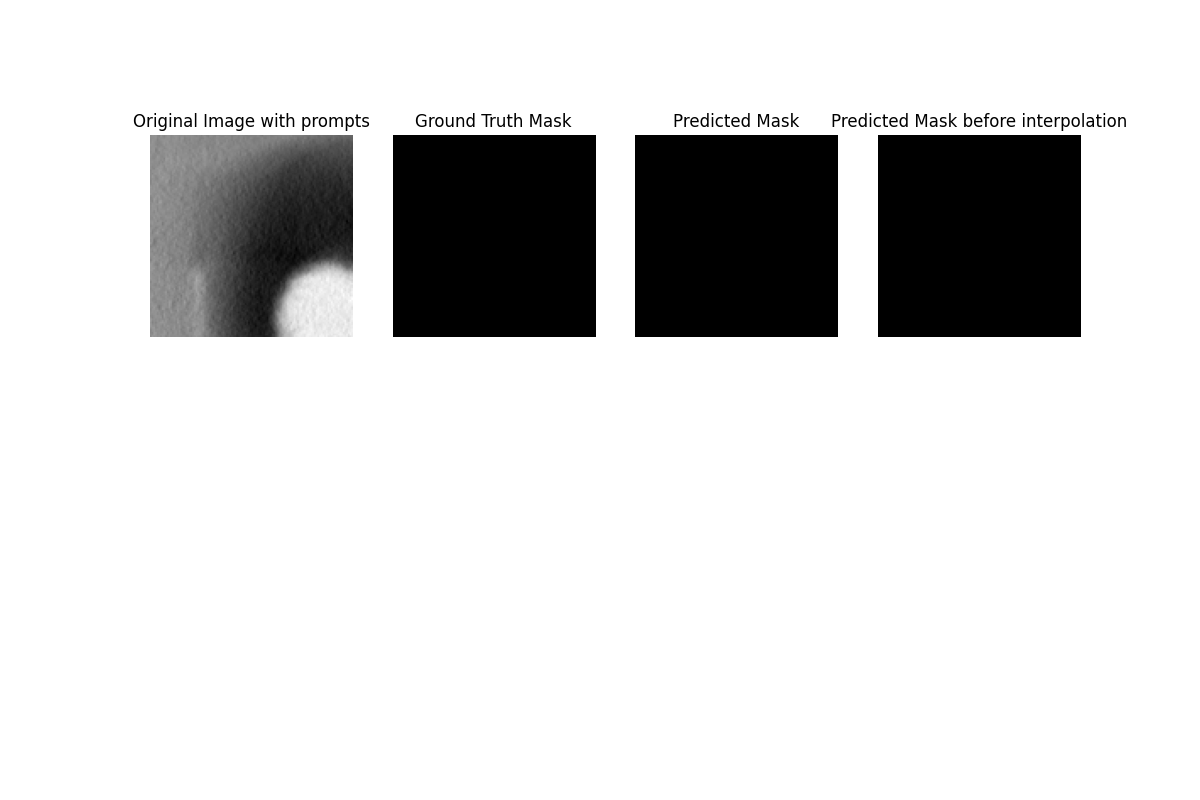 Original Image with prompts
Ground Truth Mask
Predicted Mask
Predicted Mask before interpolation